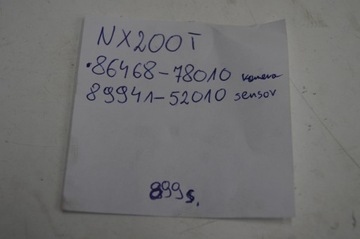 NX200T
•86468-78010 kamera
89941-52010 sensor
899s.